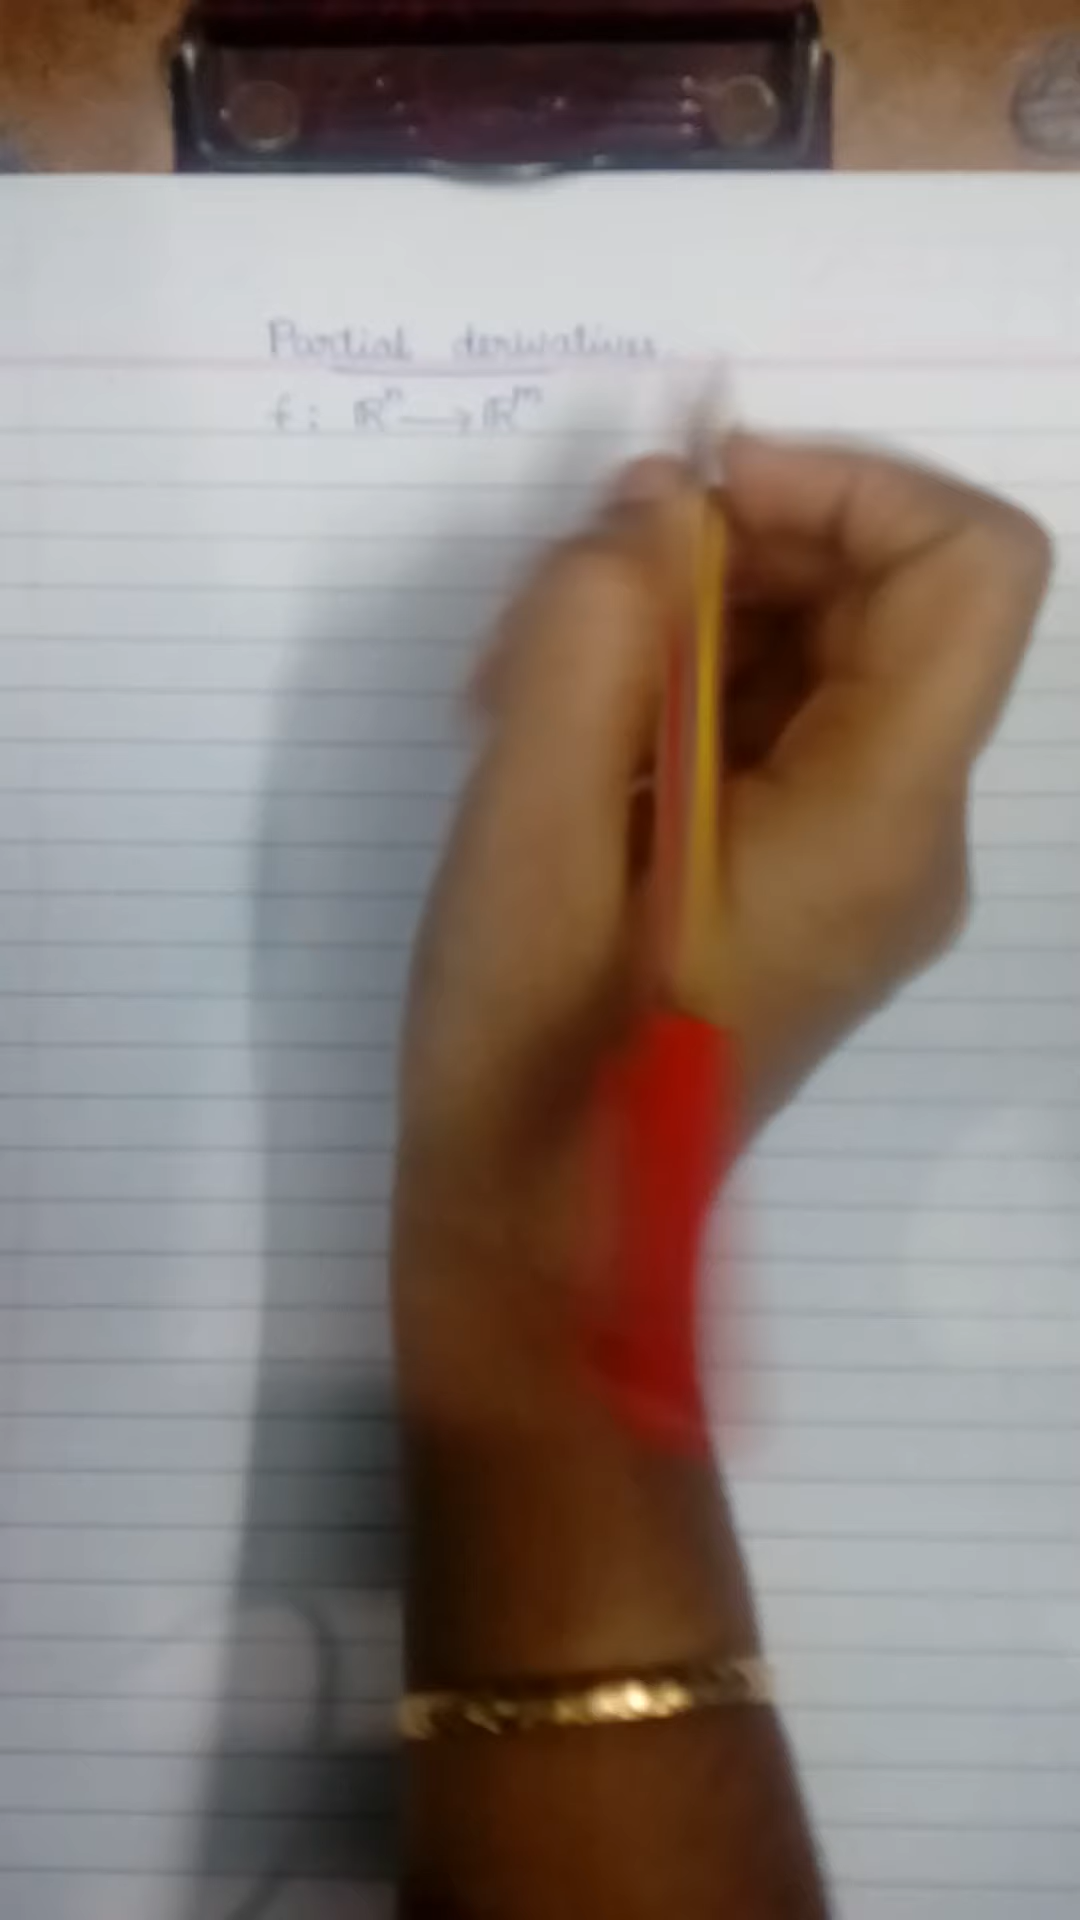 Partial derivatives.
f: ℝⁿ ⟶ ℝᵐ